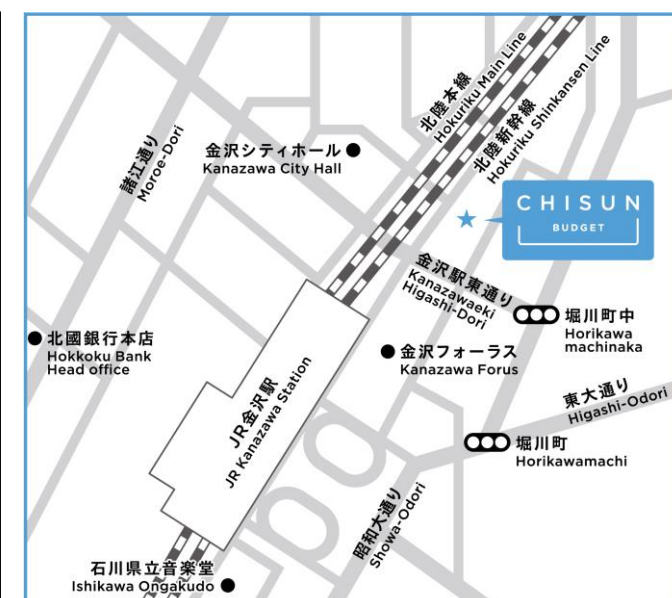 北陸本線
Hokuriku Main Line
北陸新幹線
Hokuriku Shinkansen Line
諸江通り
Moroe-Dori
金沢シティホール
Kanazawa City Hall
CHISUN
BUDGET
金沢駅東通り
Kanazawaeki
Higashi-Dori
堀川町中
Horikawa
machinaka
北國銀行本店
Hokkoku Bank
Head office
金沢フォーラス
Kanazawa Forus
JR金沢駅
JR Kanazawa Station
東大通り
Higashi-Odori
堀川町
Horikawamachi
昭和大通り
Showa-Odori
石川県立音楽堂
Ishikawa Ongakudo